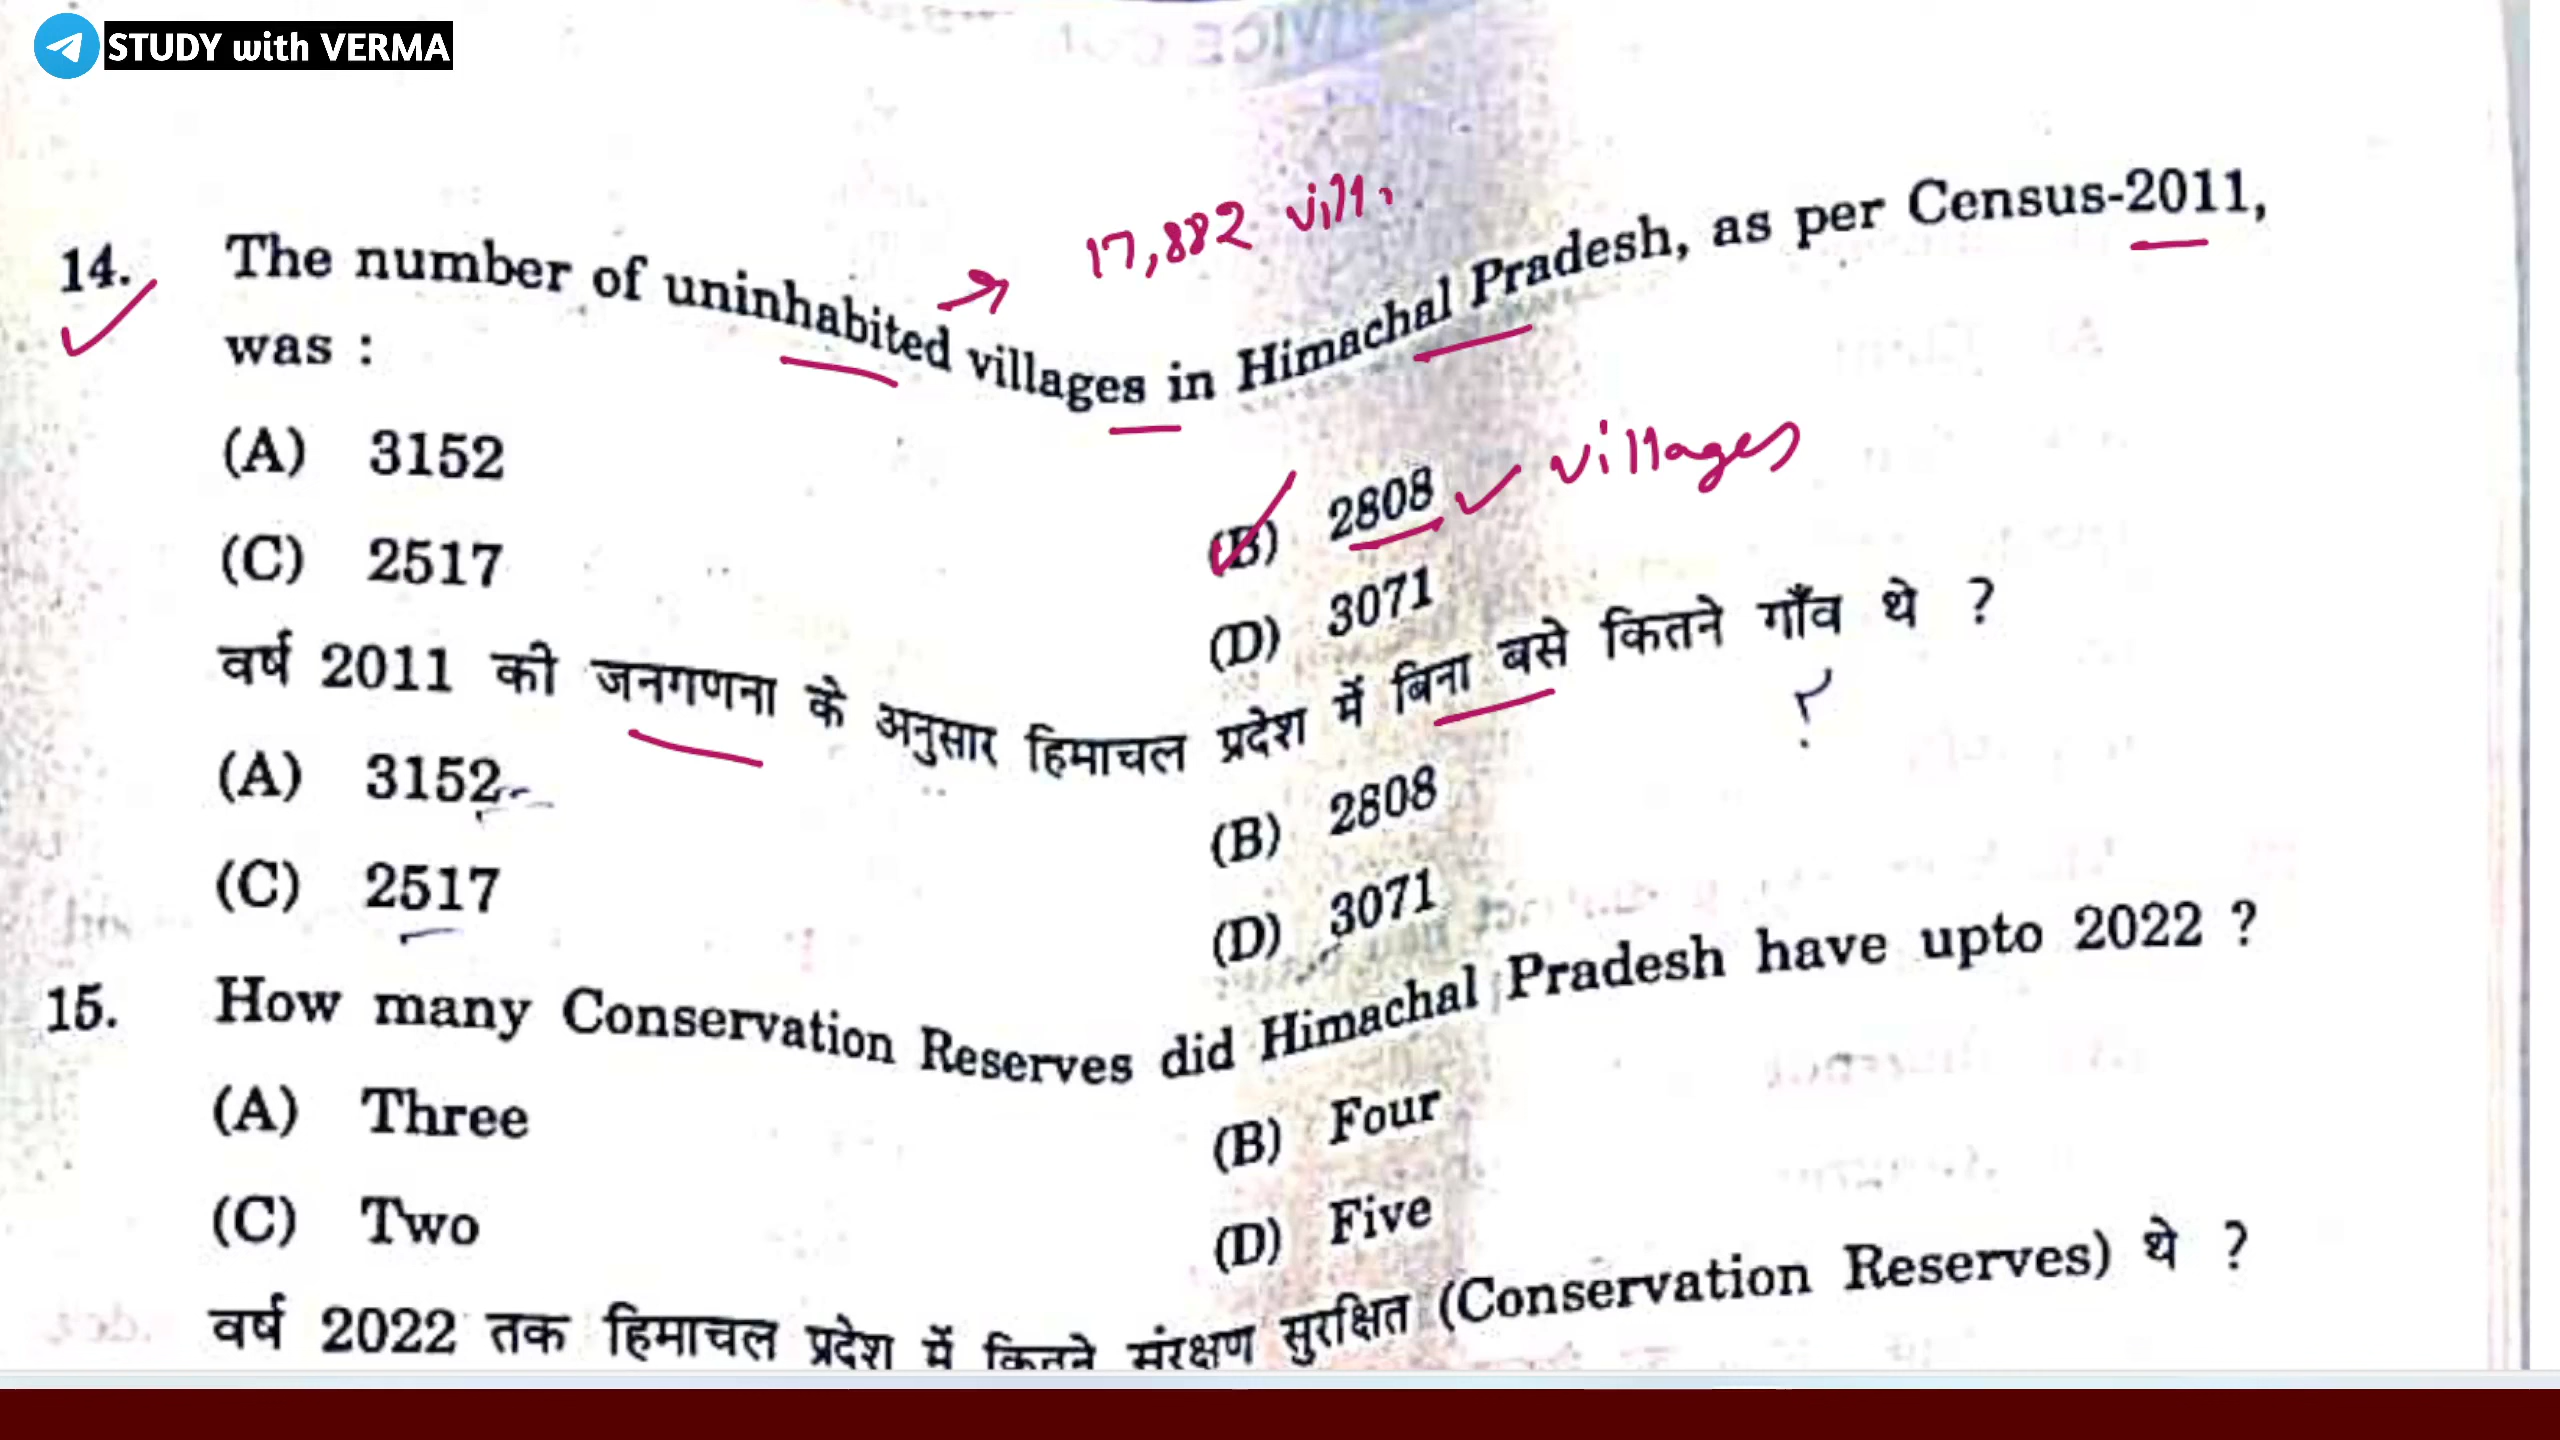 STUDY with VERMA
17,882 vill.
14. The number of uninhabited villages in Himachal Pradesh, as per Census-2011,
was :
(A) 3152 (B) 2808 villages
(C) 2517 (D) 3071
वर्ष 2011 की जनगणना के अनुसार हिमाचल प्रदेश में बिना बसे कितने गाँव थे ?
(A) 3152 (B) 2808
(C) 2517 (D) 3071
15. How many Conservation Reserves did Himachal Pradesh have upto 2022 ?
(A) Three (B) Four
(C) Two (D) Five
वर्ष 2022 तक हिमाचल प्रदेश में कितने संरक्षण सुरक्षित (Conservation Reserves) थे ?